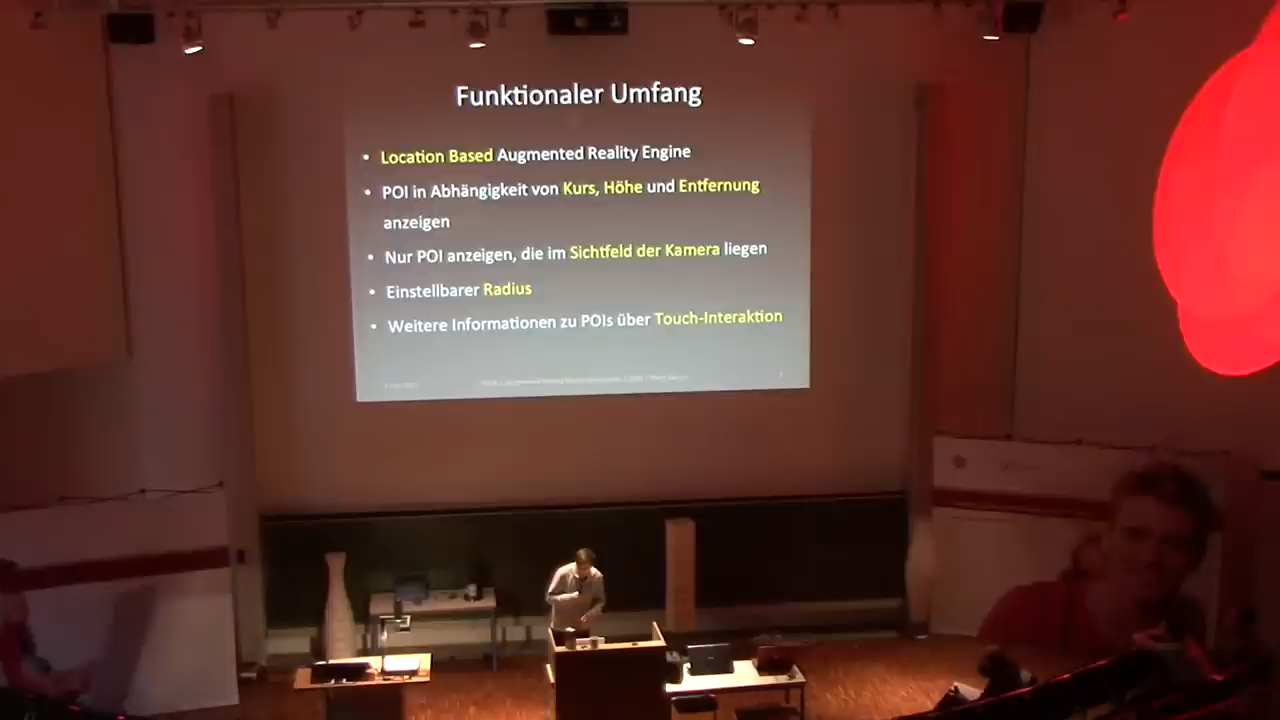 Funktionaler Umfang
• Location Based Augmented Reality Engine
• POI in Abhängigkeit von Kurs, Höhe und Entfernung
anzeigen
• Nur POI anzeigen, die im Sichtfeld der Kamera liegen
• Einstellbarer Radius
• Weitere Informationen zu POIs über Touch-Interaktion